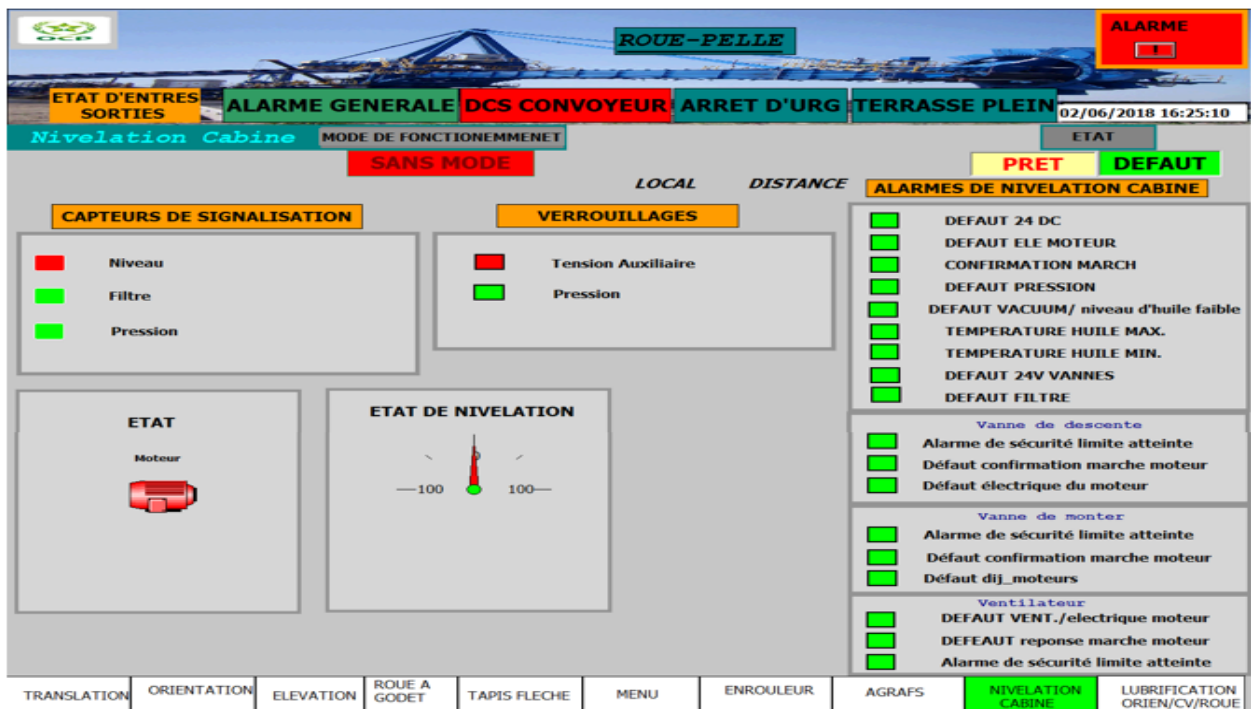 OCP
ROUE-PELLE
ALARME
!
ETAT D'ENTRES
SORTIES
ALARME GENERALE
DCS CONVOYEUR
ARRET D'URG
TERRASSE PLEIN
02/06/2018 16:25:10
Nivelation Cabine
MODE DE FONCTIONEMMENET
ETAT
SANS MODE
PRET
DEFAUT
LOCAL
DISTANCE
ALARMES DE NIVELATION CABINE
CAPTEURS DE SIGNALISATION
VERROUILLAGES
Niveau
Filtre
Pression
Tension Auxiliaire
Pression
DEFAUT 24 DC
DEFAUT ELE MOTEUR
CONFIRMATION MARCH
DEFAUT PRESSION
DEFAUT VACUUM/ niveau d'huile faible
TEMPERATURE HUILE MAX.
TEMPERATURE HUILE MIN.
DEFAUT 24V VANNES
DEFAUT FILTRE
ETAT
Moteur
ETAT DE NIVELATION
0
—100
100—
Vanne de descente
Alarme de sécurité limite atteinte
Défaut confirmation marche moteur
Défaut électrique du moteur
Vanne de monter
Alarme de sécurité limite atteinte
Défaut confirmation marche moteur
Défaut dij_moteurs
Ventilateur
DEFAUT VENT./electrique moteur
DEFEAUT reponse marche moteur
Alarme de sécurité limite atteinte
TRANSLATION
ORIENTATION
ELEVATION
ROUE A
GODET
TAPIS FLECHE
MENU
ENROULEUR
AGRAFS
NIVELATION
CABINE
LUBRIFICATION
ORIEN/CV/ROUE